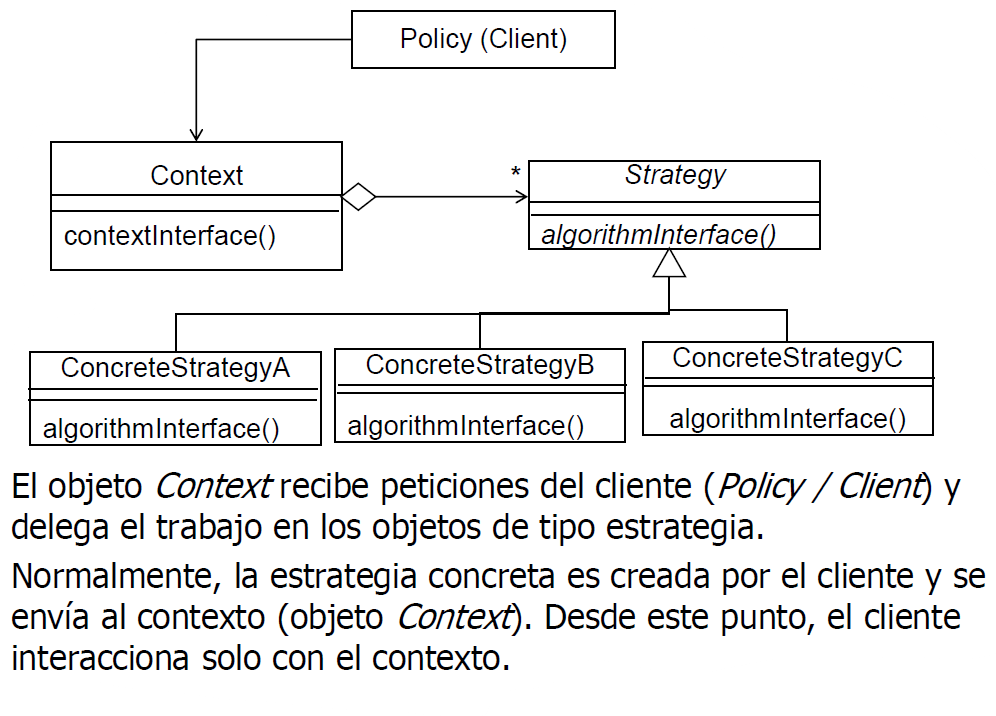 Policy (Client)
Context
contextInterface()
*
Strategy
algorithmInterface()
ConcreteStrategyA
algorithmInterface()
ConcreteStrategyB
algorithmInterface()
ConcreteStrategyC
algorithmInterface()
El objeto Context recibe peticiones del cliente (Policy / Client) y
delega el trabajo en los objetos de tipo estrategia.
Normalmente, la estrategia concreta es creada por el cliente y se
envía al contexto (objeto Context). Desde este punto, el cliente
interacciona solo con el contexto.